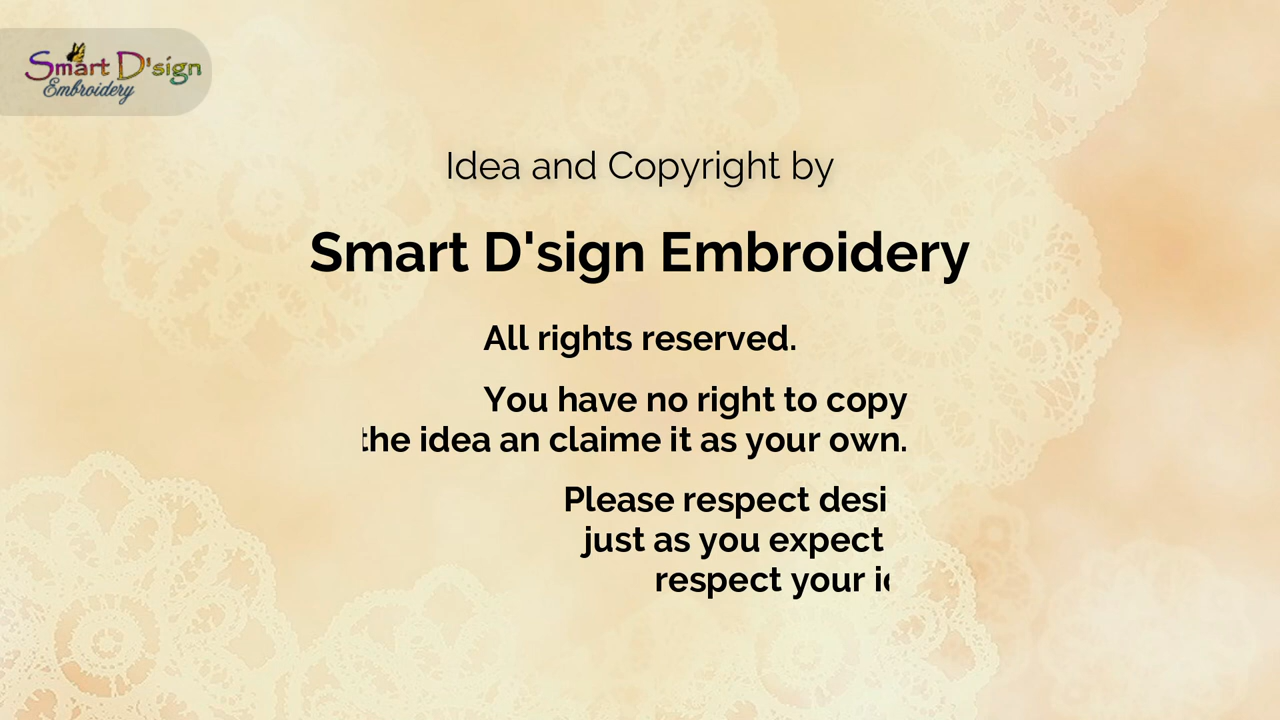 Smart D'sign
Embroidery
Idea and Copyright by
Smart D'sign Embroidery
All rights reserved.
You have no right to copy
the idea an claime it as your own.
Please respect desi
just as you expect
respect your